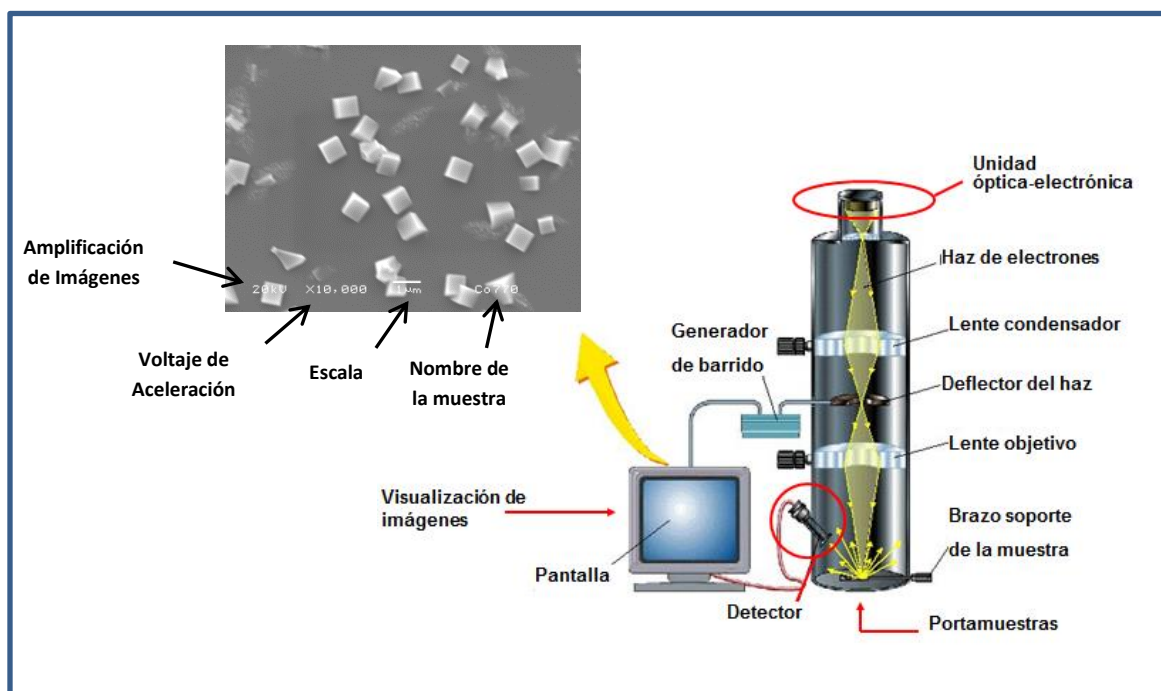 Unidad
óptica-electrónica
Amplificación
de Imágenes
Haz de electrones
20kU X10,000 1µm Co770
Generador
de barrido
Lente condensador
Voltaje de
Aceleración
Escala
Nombre de
la muestra
Deflector del haz
Lente objetivo
Visualización de
imágenes
Brazo soporte
de la muestra
Pantalla
Detector
Portamuestras